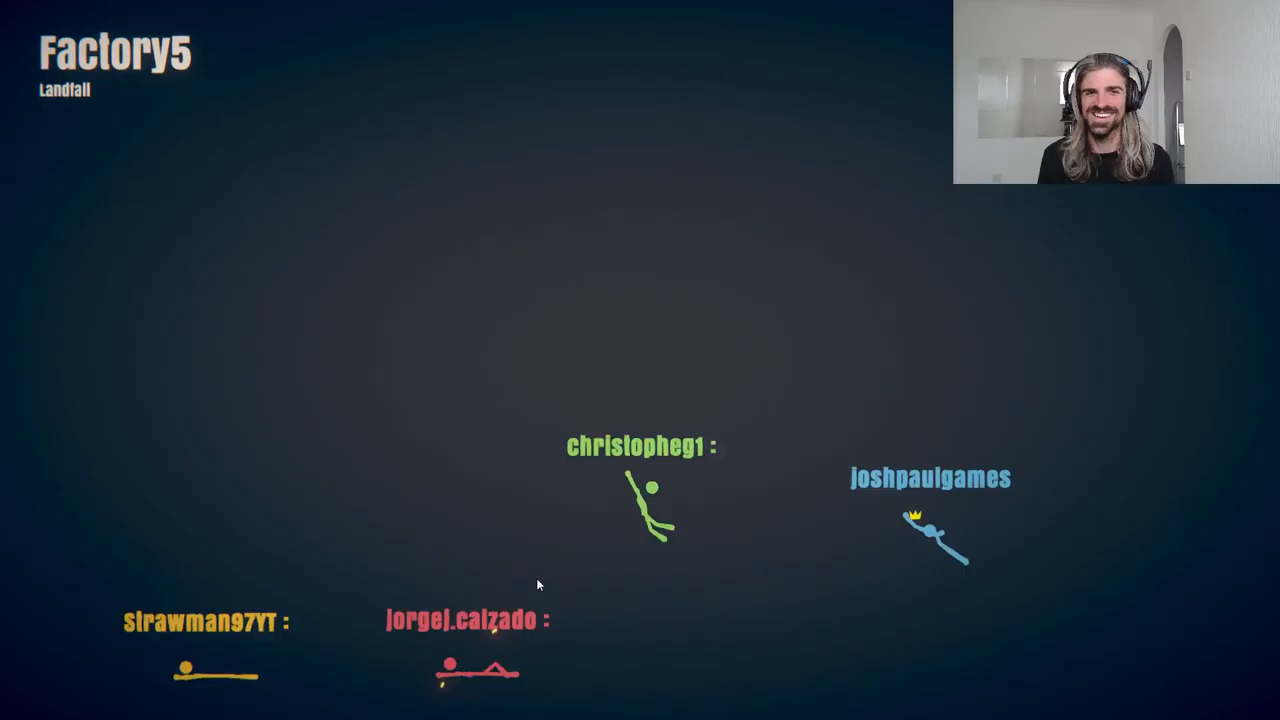 Factory5
Landfall
christopheg1 :
joshpaulgames
strawman97YT :
jorgej.calzado :